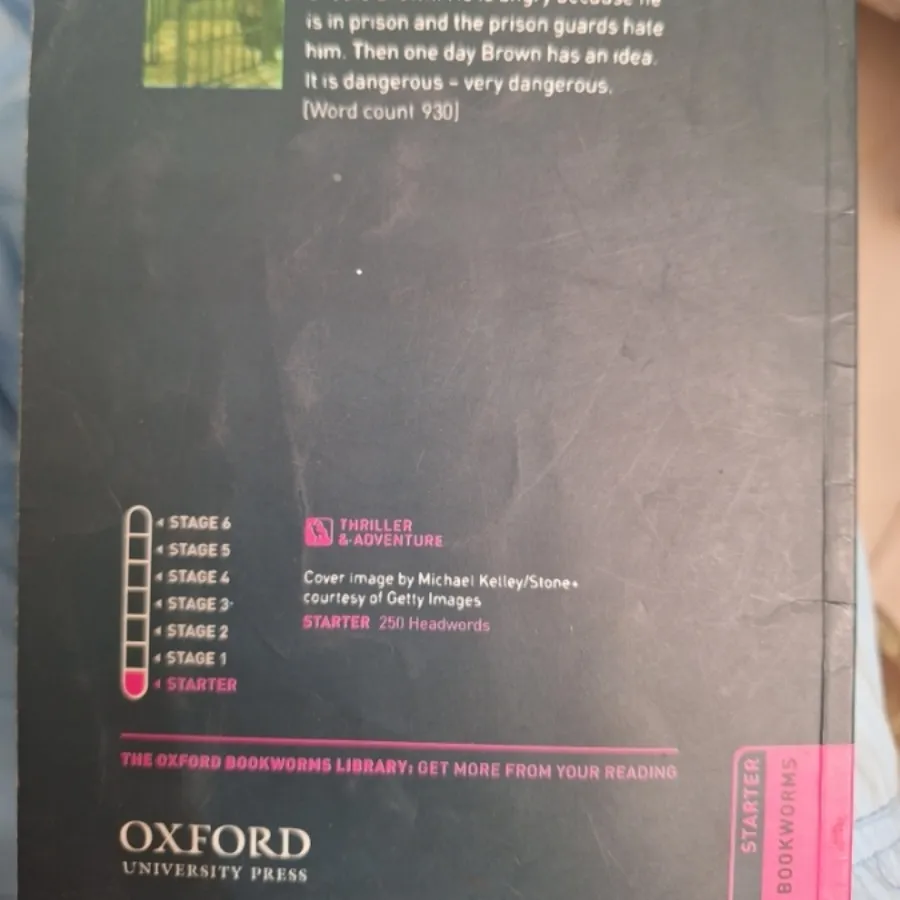 is in prison and the prison guards hate
him. Then one day Brown has an idea.
It is dangerous – very dangerous.
(Word count 930)
STAGE 6
STAGE 5
STAGE 4
STAGE 3
STAGE 2
STAGE 1
STARTER
THRILLER
& ADVENTURE
Cover image by Michael Kelley/Stone+
courtesy of Getty Images
STARTER 250 Headwords
THE OXFORD BOOKWORMS LIBRARY: GET MORE FROM YOUR READING
OXFORD
UNIVERSITY PRESS
STARTER
BOOKWORMS